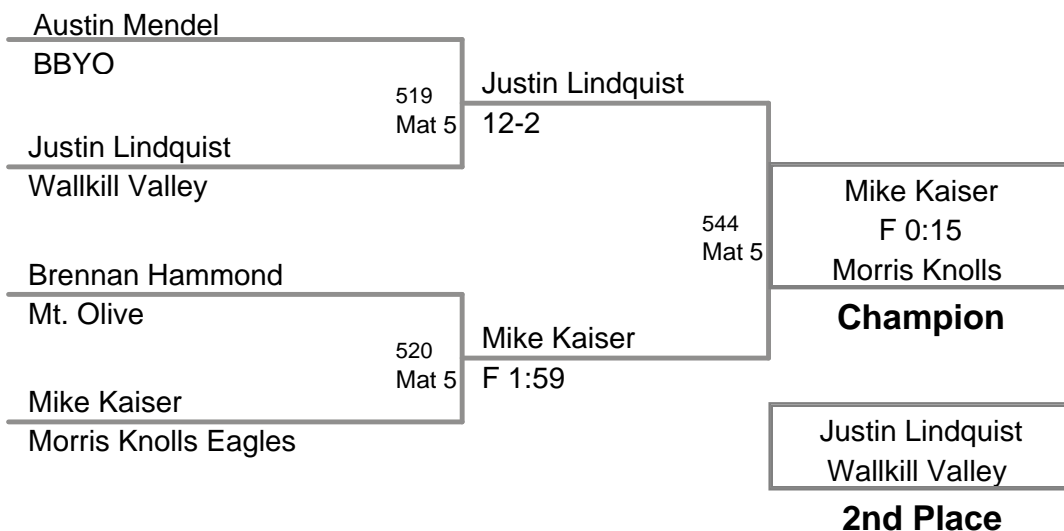 Austin Mendel
BBYO
519
Mat 5
Justin Lindquist
12-2
Justin Lindquist
Wallkill Valley
Brennan Hammond
Mt. Olive
520
Mat 5
Mike Kaiser
F 1:59
Mike Kaiser
Morris Knolls Eagles
544
Mat 5
Mike Kaiser
F 0:15
Morris Knolls
Champion
Justin Lindquist
Wallkill Valley
2nd Place